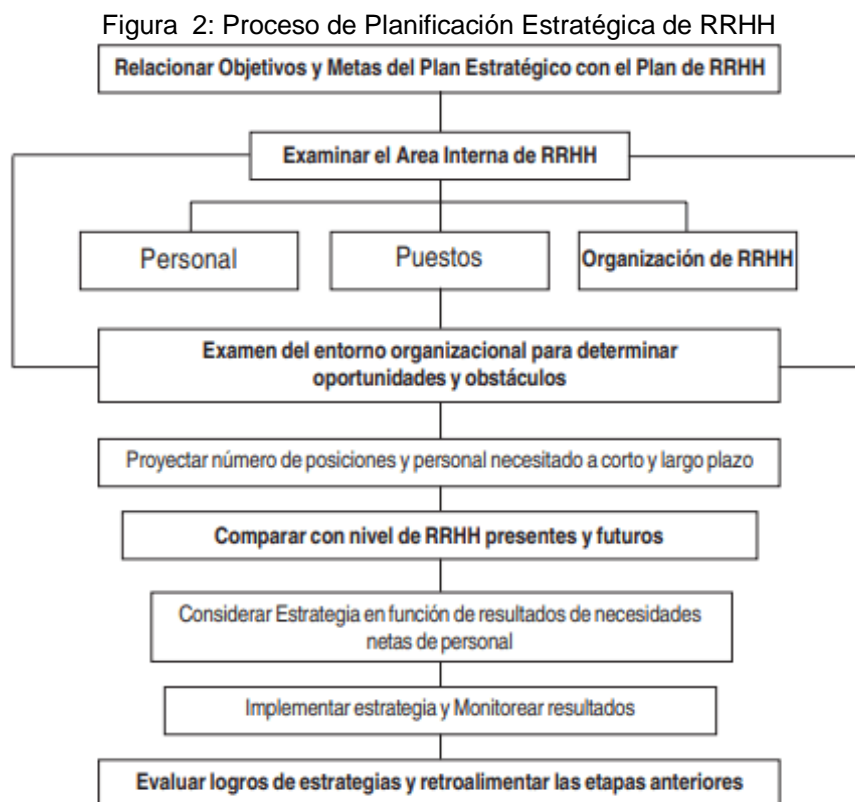 Figura 2: Proceso de Planificación Estratégica de RRHH
Relacionar Objetivos y Metas del Plan Estratégico con el Plan de RRHH
Examinar el Area Interna de RRHH
Personal
Puestos
Organización de RRHH
Examen del entorno organizacional para determinar
oportunidades y obstáculos
Proyectar número de posiciones y personal necesitado a corto y largo plazo
Comparar con nivel de RRHH presentes y futuros
Considerar Estrategia en función de resultados de necesidades
netas de personal
Implementar estrategia y Monitorear resultados
Evaluar logros de estrategias y retroalimentar las etapas anteriores